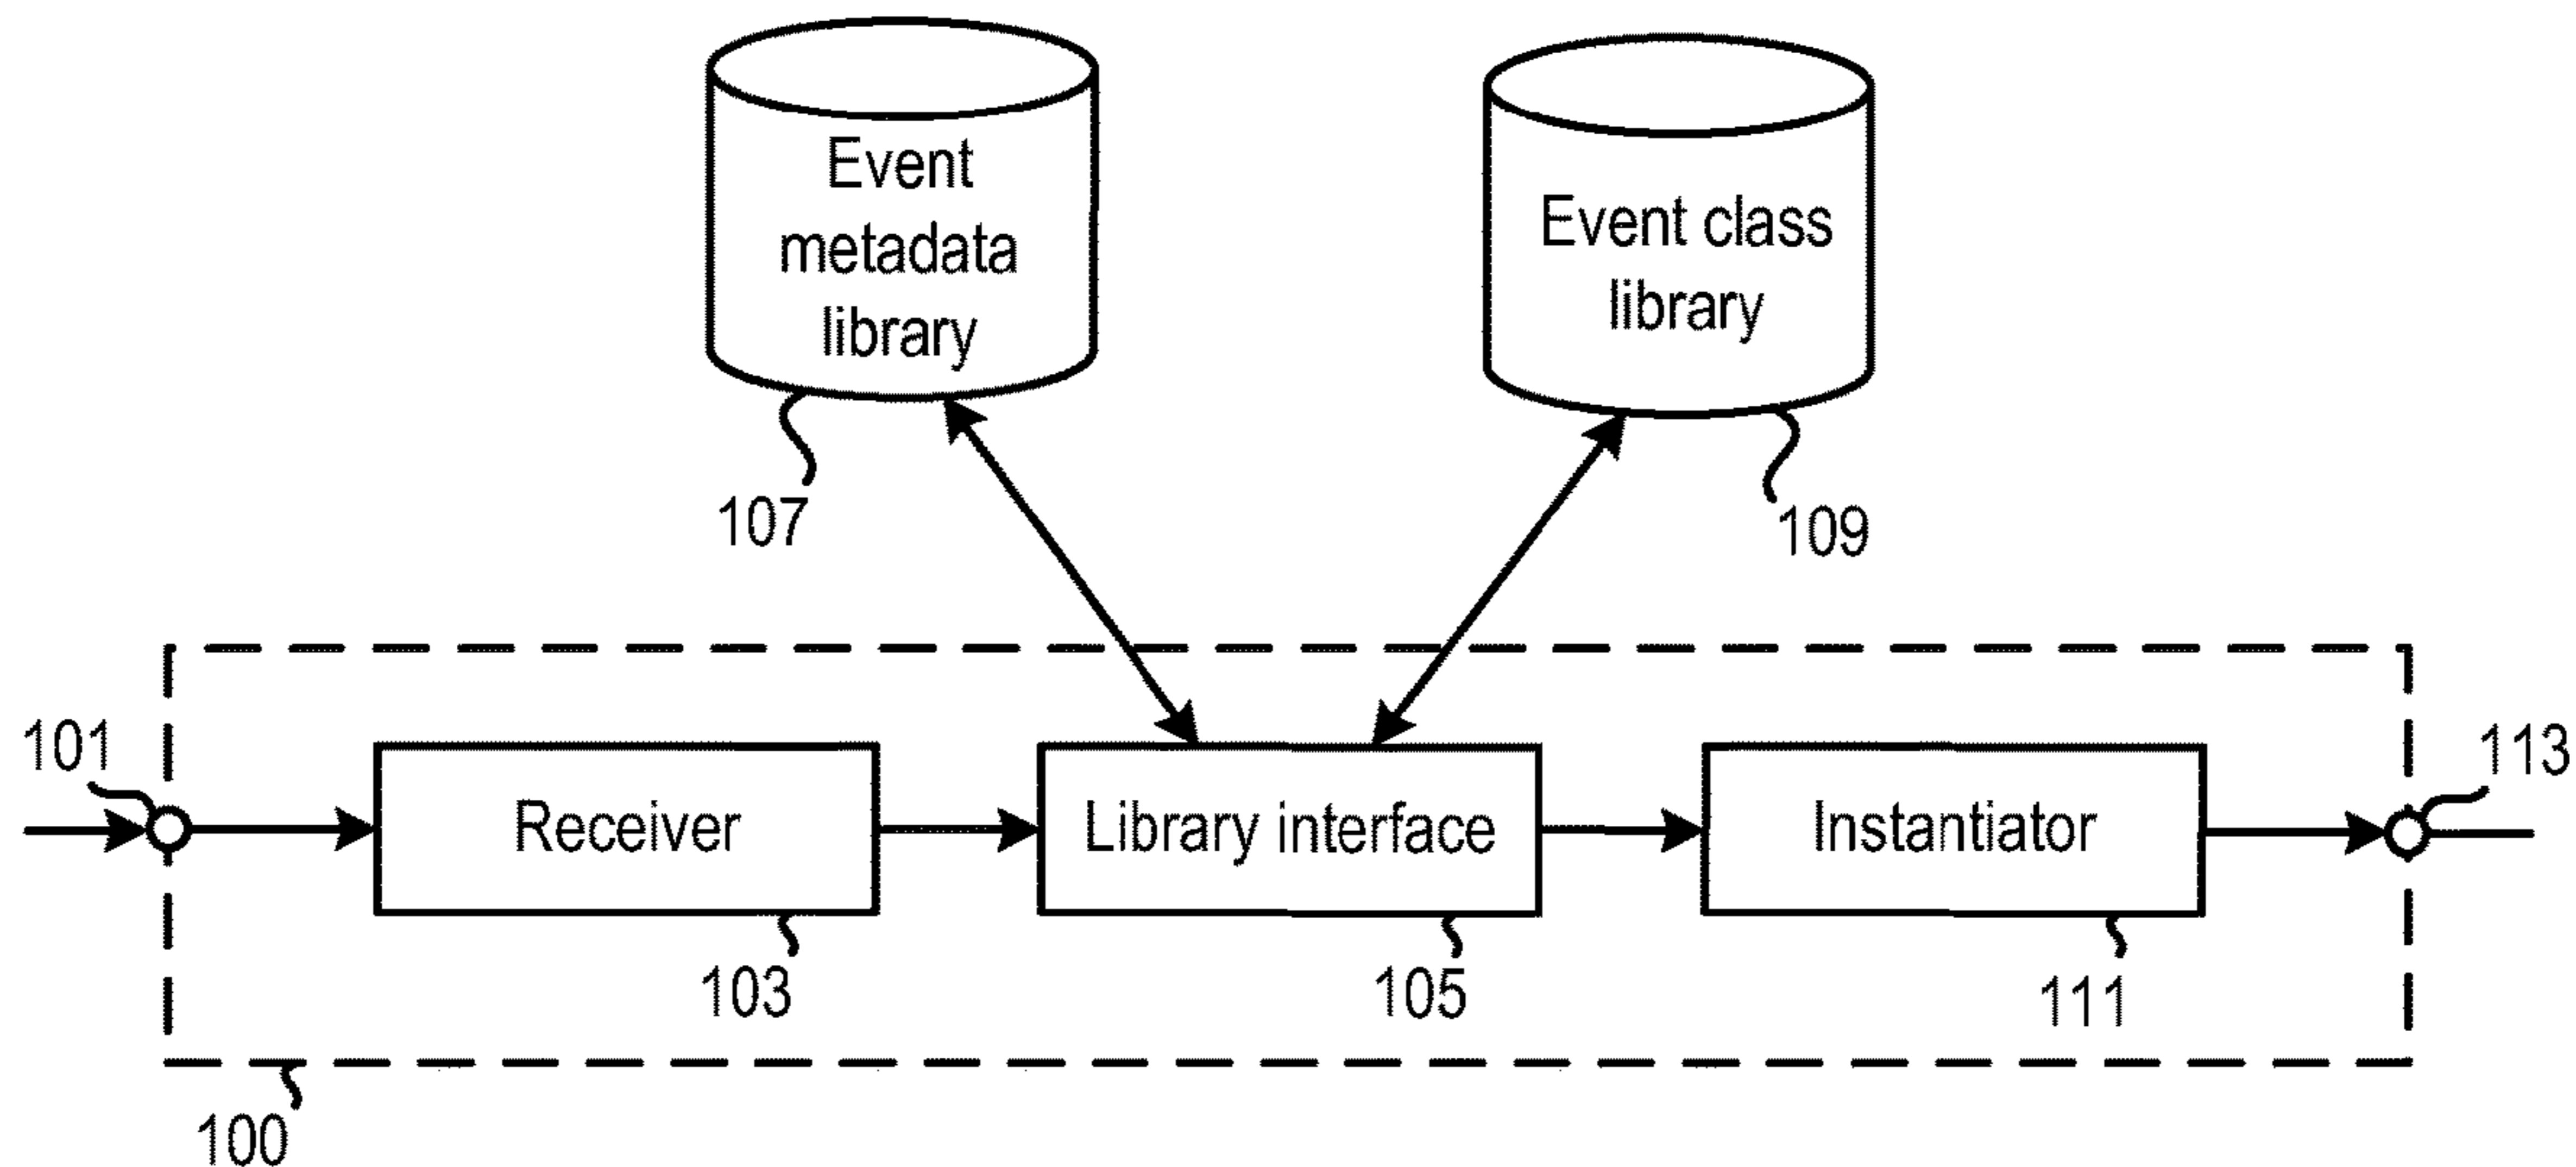 Event
metadata
library
Event class
library
107
109
101
113
Receiver
Library interface
Instantiator
103
105
111
100